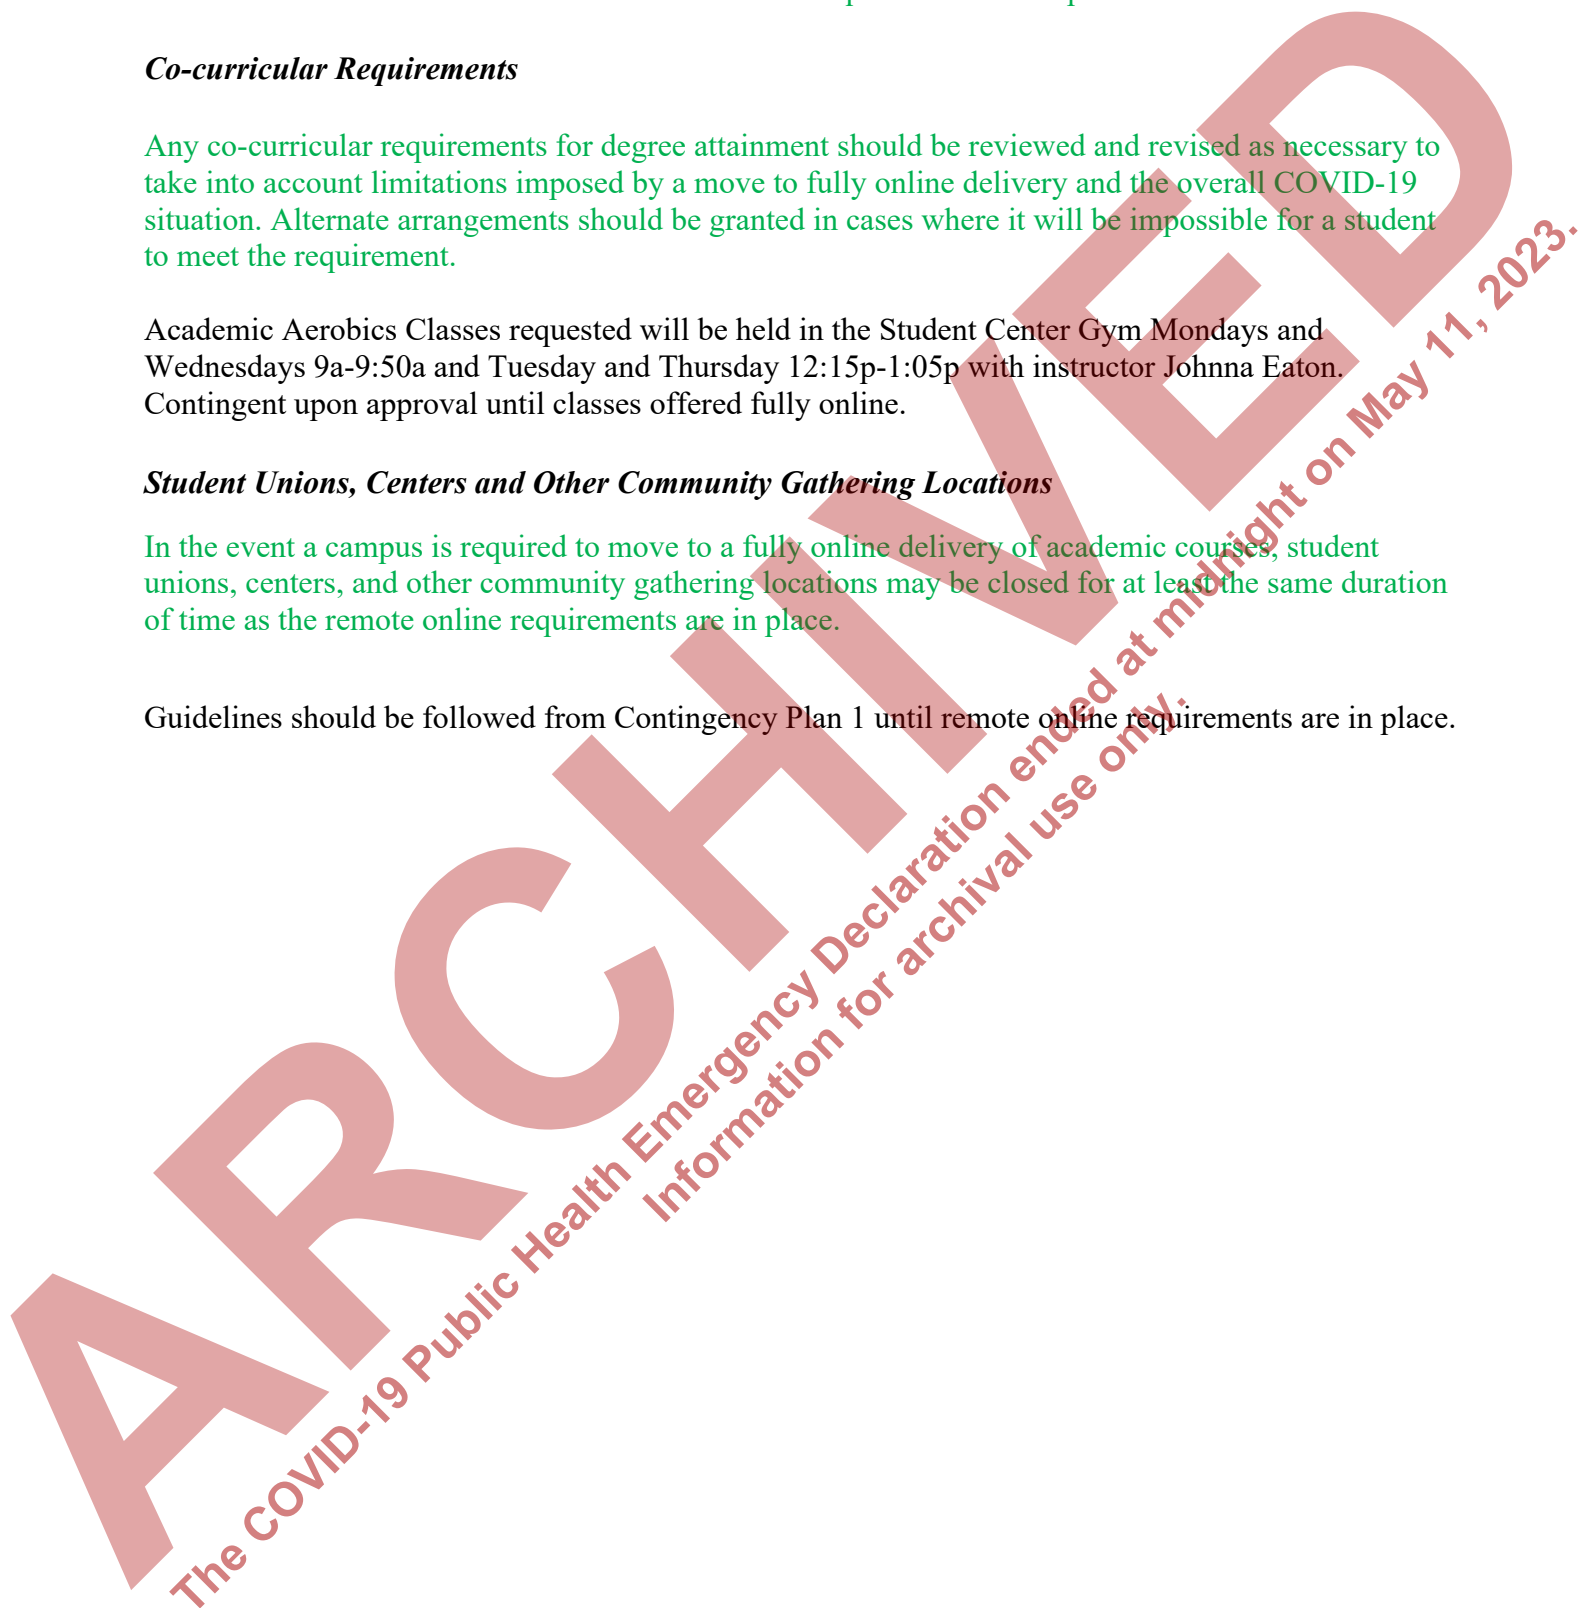 Co-curricular Requirements
Any co-curricular requirements for degree attainment should be reviewed and revised as necessary to
take into account limitations imposed by a move to fully online delivery and the overall COVID-19
situation. Alternate arrangements should be granted in cases where it will be impossible for a student
to meet the requirement.
Academic Aerobics Classes requested will be held in the Student Center Gym Mondays and
Wednesdays 9a-9:50a and Tuesday and Thursday 12:15p-1:05p with instructor Johnna Eaton.
Contingent upon approval until classes offered fully online.
Student Unions, Centers and Other Community Gathering Locations
In the event a campus is required to move to a fully online delivery of academic courses, student
unions, centers, and other community gathering locations may be closed for at least the same duration
of time as the remote online requirements are in place.
Guidelines should be followed from Contingency Plan 1 until remote online requirements are in place.
ARCHIVED
The COVID-19 Public Health Emergency Declaration ended at midnight on May 11, 2023.
Information for archival use only.